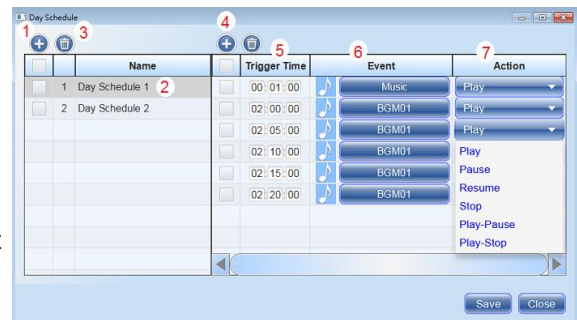 Day Schedule
1 3 4
5 6 7
Name Trigger Time Event Action
1 Day Schedule 1 2 00:01:00 Music Play
2 Day Schedule 2 02:00:00 BGM01 Play
02:05:00 BGM01 Play
02:10:00 BGM01 Play
02:15:00 BGM01 Pause
02:20:00 BGM01 Resume
Stop
Play-Pause
Play-Stop
Save Close